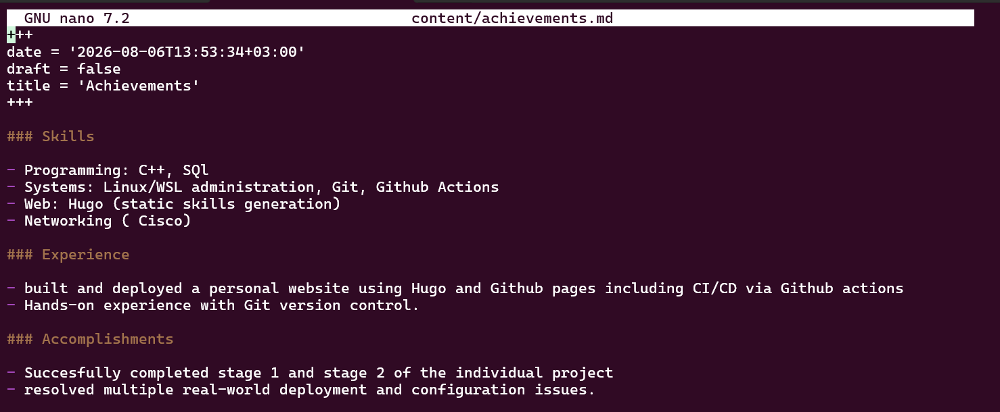 GNU nano 7.2 content/achievements.md
+++
date = '2026-08-06T13:53:34+03:00'
draft = false
title = 'Achievements'
+++
### Skills
- Programming: C++, SQl
- Systems: Linux/WSL administration, Git, Github Actions
- Web: Hugo (static skills generation)
- Networking ( Cisco)
### Experience
- built and deployed a personal website using Hugo and Github pages including CI/CD via Github actions
- Hands-on experience with Git version control.
### Accomplishments
- Succesfully completed stage 1 and stage 2 of the individual project
- resolved multiple real-world deployment and configuration issues.